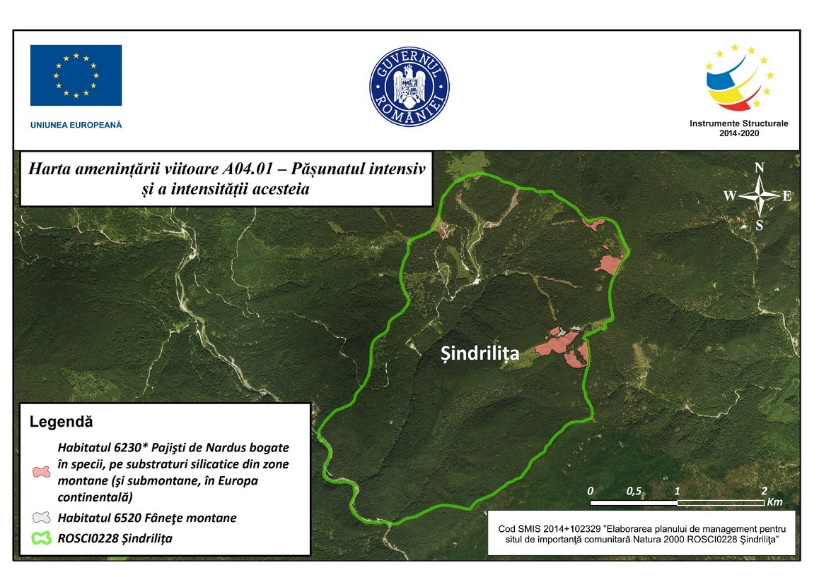 UNIUNEA EUROPEANĂ
GUVERNUL
ROMÂNIEI
Instrumente Structurale
2014-2020
Harta amenințării viitoare A04.01 – Pășunatul intensiv
și a intensității acesteia
N
W E
S
Șindrilița
Legendă
Habitatul 6230* Pajiști de Nardus bogate
în specii, pe substraturi silicatice din zone
montane (și submontane, în Europa
continentală)
Habitatul 6520 Fânețe montane
ROSCI0228 Șindrilița
0 0,5 1 2
Km
Cod SMIS 2014+102329 "Elaborarea planului de management pentru
situl de importanță comunitară Natura 2000 ROSCI0228 Șindrilița"